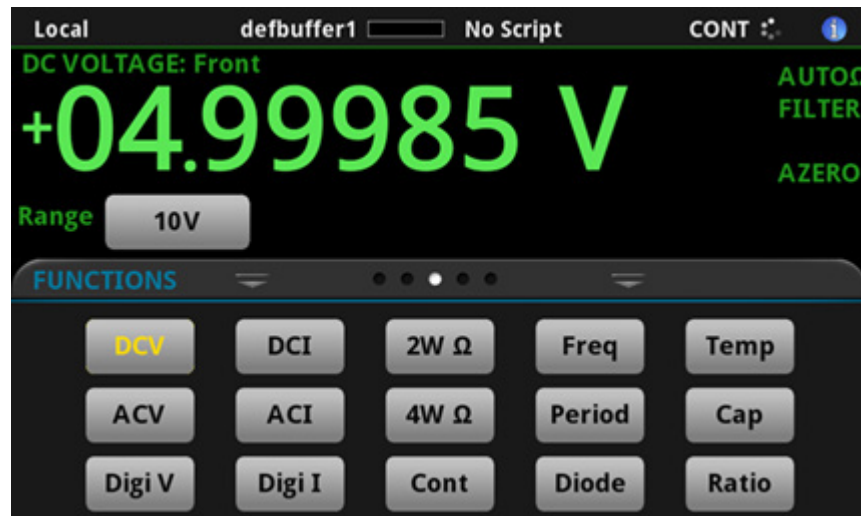 Local defbuffer1 No Script CONT i
DC VOLTAGE: Front
+04.99985 V
AUTOΩ
FILTER
AZERO
Range 10V
FUNCTIONS
DCV DCI 2W Ω Freq Temp
ACV ACI 4W Ω Period Cap
Digi V Digi I Cont Diode Ratio